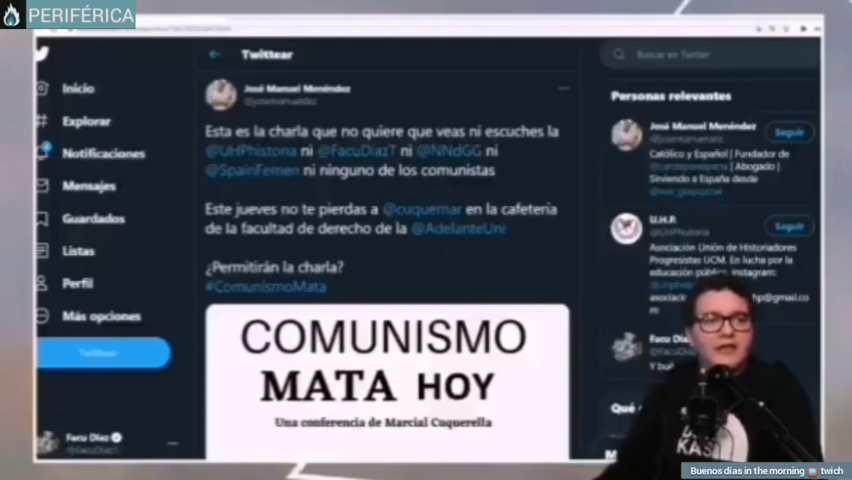 PERIFÉRICA
Twittear
Buscar en Twitter
Inicio
Explorar
Notificaciones
Mensajes
Guardados
Listas
Perfil
Más opciones
Twittear
Facu Díaz
@FacuDiazT
José Manuel Menéndez
Esta es la charla que no quiere que veas ni escuches la
@UHPhistoria ni @FacuDiazT ni @NNdGG ni
@SpainFemen ni ninguno de los comunistas
Este jueves no te pierdas a @cuquemar en la cafetería
de la facultad de derecho de la @AdelanteUni
¿Permitirán la charla?
#ComunismoMata
COMUNISMO
MATA HOY
Una conferencia de Marcial Cuquerella
Personas relevantes
José Manuel Menéndez
Seguir
Católico y Español | Fundador de
| Abogado |
Sirviendo a España desde
U.H.P.
@UHPhistoria
Seguir
Asociación Unión de Historiadores
Progresistas UCM. En lucha por la
educación pública. Instagram:
Facu Díaz
Buenos días in the morning twich